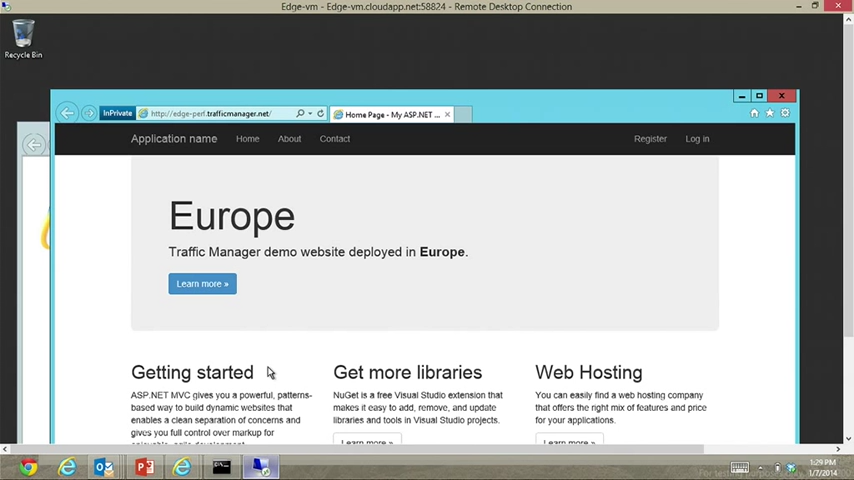 Edge-vm - Edge-vm.cloudapp.net:58824 - Remote Desktop Connection
Recycle Bin
InPrivate
http://edge-perf.trafficmanager.net/
Home Page - My ASP.NET ...
Application name
Home
About
Contact
Register
Log in
Europe
Traffic Manager demo website deployed in Europe.
Learn more »
Getting started
ASP.NET MVC gives you a powerful, patterns-
based way to build dynamic websites that
enables a clean separation of concerns and
gives you full control over markup for
enjoyable, agile development.
Get more libraries
NuGet is a free Visual Studio extension that
makes it easy to add, remove, and update
libraries and tools in Visual Studio projects.
Learn more »
Web Hosting
You can easily find a web hosting company
that offers the right mix of features and price
for your applications.
Learn more »
1:29 PM
1/7/2014